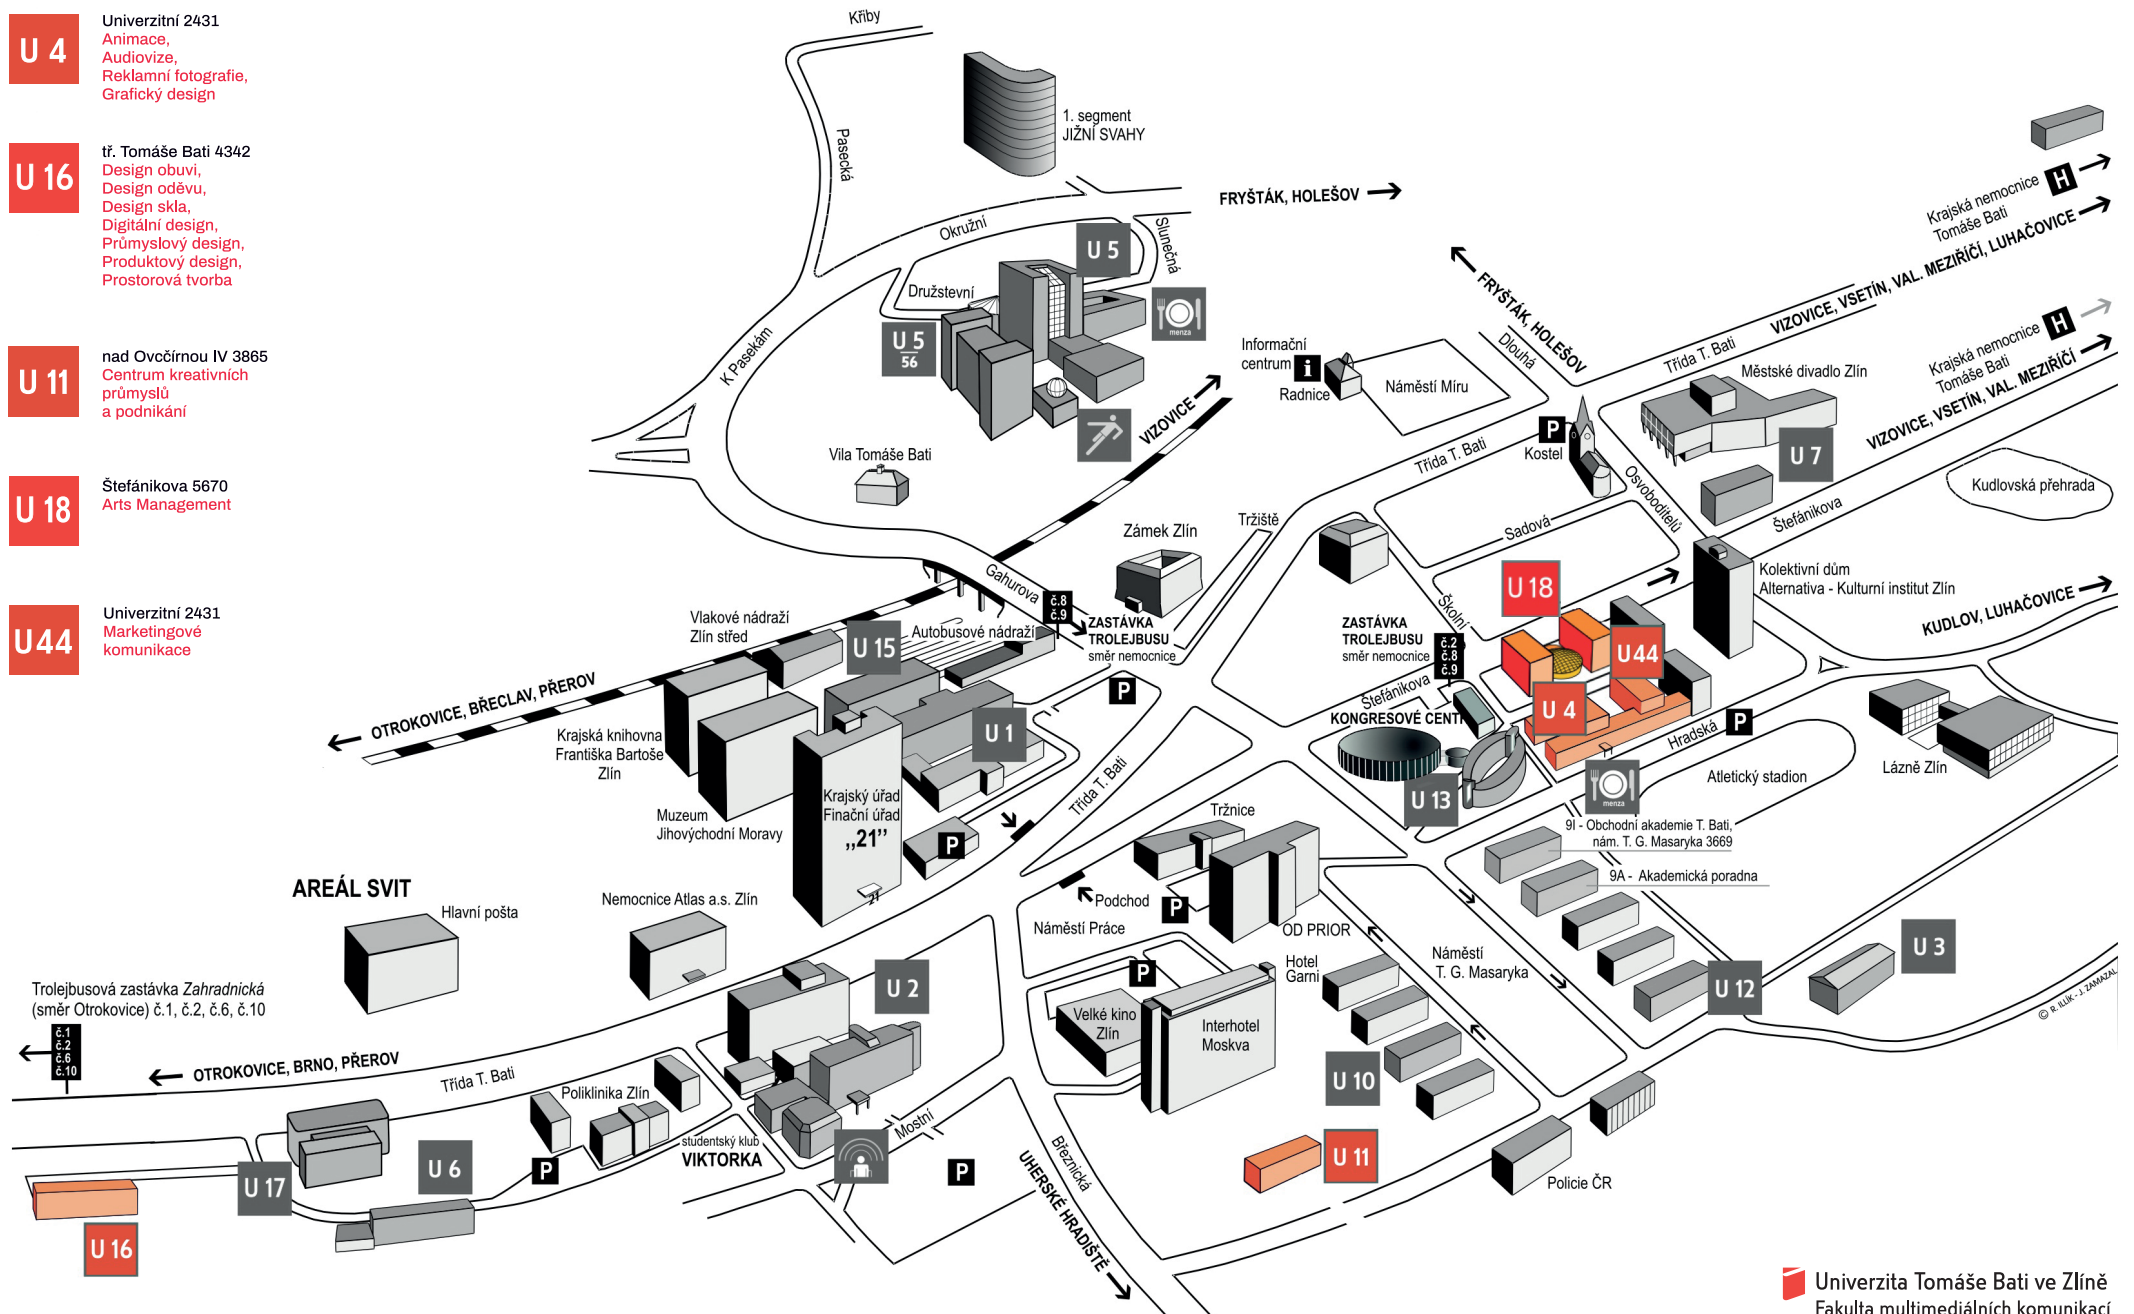 U 4
Univerzitní 2431
Animace,
Audiovize,
Reklamní fotografie,
Grafický design
U 16
tř. Tomáše Bati 4342
Design obuvi,
Design oděvu,
Design skla,
Digitální design,
Průmyslový design,
Produktový design,
Prostorová tvorba
U 11
nad Ovčírnou IV 3865
Centrum kreativních
průmyslů
a podnikání
U 18
Štefánikova 5670
Arts Management
U44
Univerzitní 2431
Marketingové
komunikace
Křiby
Pasecká
1. segment
JIŽNÍ SVAHY
FRYŠTÁK, HOLEŠOV
Okružní
Slunečná
U 5
Družstevní
menza
U 5
56
K Pasekám
VIZOVICE
Vila Tomáše Bati
Informační
centrum
i
Radnice
Náměstí Míru
Dlouhá
FRYŠTÁK, HOLEŠOV
Krajská nemocnice
Tomáše Bati
H
VIZOVICE, VSETÍN, VAL. MEZIŘÍČÍ, LUHAČOVICE
Třída T. Bati
Krajská nemocnice
Tomáše Bati
H
VIZOVICE, VSETÍN, VAL. MEZIŘÍČÍ
Městské divadlo Zlín
U 7
P
Kostel
Třída T. Bati
Osvoboditelů
Štefánikova
Kudlovská přehrada
Sadová
Tržiště
Zámek Zlín
Gahurova
č.8
č.9
ZASTÁVKA
TROLEJBUSU
směr nemocnice
Školní
Kolektivní dům
Alternativa - Kulturní institut Zlín
KUDLOV, LUHAČOVICE
Vlakové nádraží
Zlín střed
U 15
Autobusové nádraží
OTROKOVICE, BŘECLAV, PŘEROV
P
ZASTÁVKA
TROLEJBUSU
směr nemocnice
č.2
č.8
č.9
U 18
U44
U 4
Štefánikova
KONGRESOVÉ CENT
U 13
Hradská
P
menza
Atletický stadion
Lázně Zlín
Krajská knihovna
Františka Bartoše
Zlín
U 1
Muzeum
Jihovýchodní Moravy
Krajský úřad
Finační úřad
„21”
21
P
Třída T. Bati
Tržnice
9I - Obchodní akademie T. Bati,
nám. T. G. Masaryka 3669
9A - Akademická poradna
AREÁL SVIT
Hlavní pošta
Nemocnice Atlas a.s. Zlín
Podchod
P
Náměstí Práce
OD PRIOR
Hotel
Garni
Náměstí
T. G. Masaryka
U 3
U 12
© R. ILLÍK - J. ZAMAZAL
Trolejbusová zastávka Zahradnická
(směr Otrokovice) č.1, č.2, č.6, č.10
č.1
č.2
č.6
č.10
OTROKOVICE, BRNO, PŘEROV
Třída T. Bati
U 2
P
Velké kino
Zlín
Interhotel
Moskva
U 10
Poliklinika Zlín
studentský klub
VIKTORKA
Mostní
P
Březnická
UHERSKÉ HRADIŠTĚ
U 11
Policie ČR
U 6
P
U 17
U 16
Univerzita Tomáše Bati ve Zlíně
Fakulta multimediálních komunikací